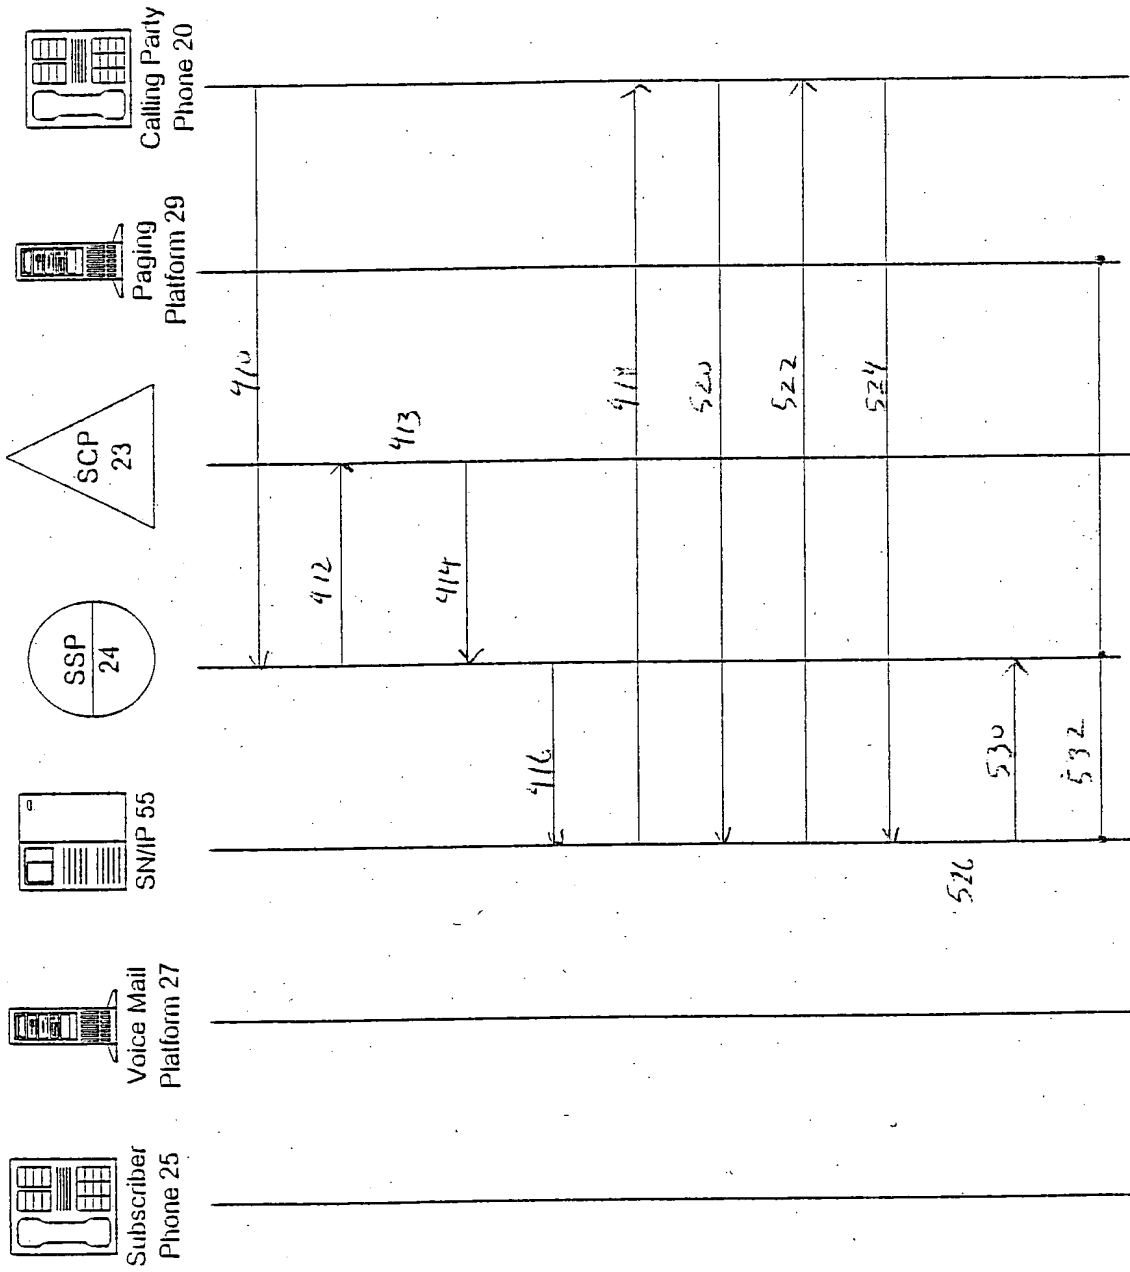 Subscriber
Phone 25
Voice Mail
Platform 27
SN/IP 55
SSP
24
SCP
23
Paging
Platform 29
Calling Party
Phone 20
410
412
413
414
416
520
522
524
526
530
532